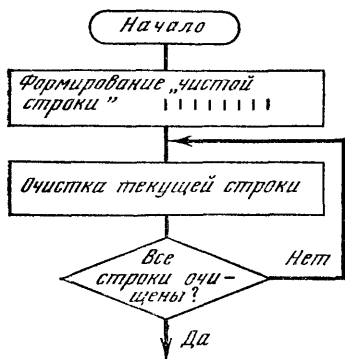 Начало
Формирование „чистой
строки"
Очистка текущей строки
Все
строки очи-
щены?
Нет
Да